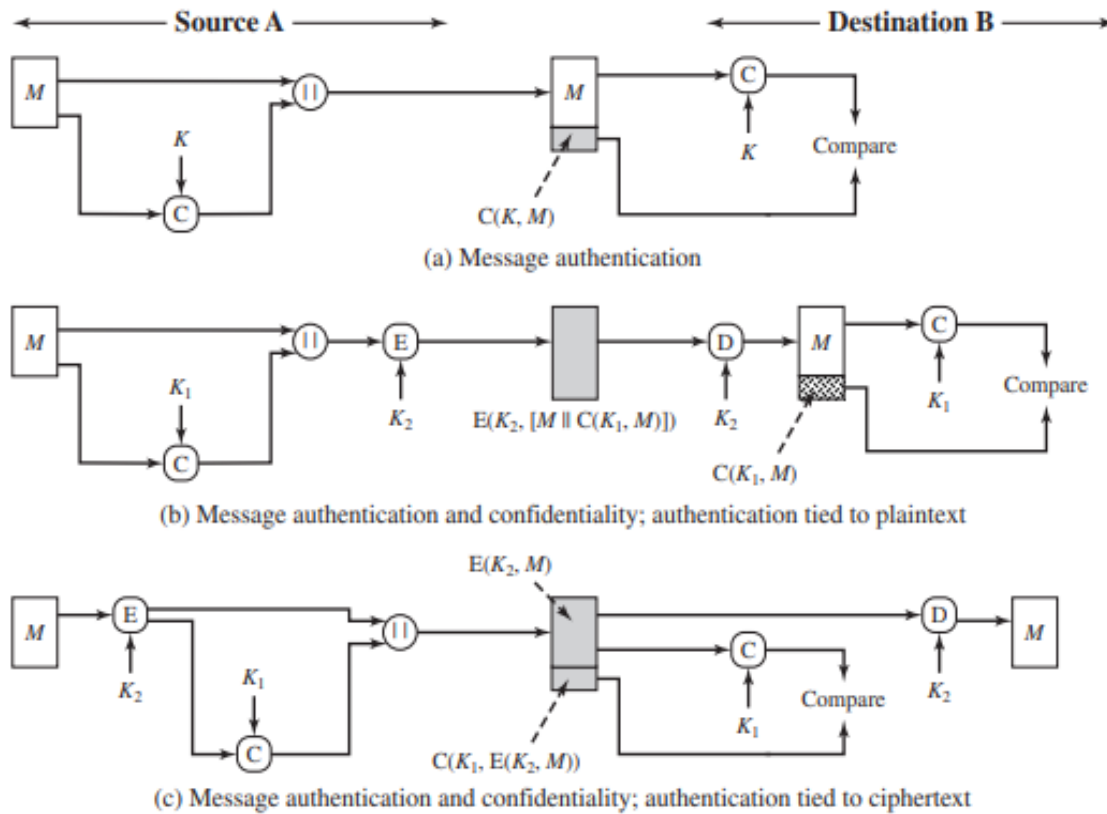 Source A Destination B
M || M C
K K Compare
C
C(K, M)
(a) Message authentication
M || E D M C
K₁ K₂ E(K₂, [M || C(K₁, M)]) K₂ K₁ Compare
C C(K₁, M)
(b) Message authentication and confidentiality; authentication tied to plaintext
E(K₂, M)
M E || D M
K₂ K₁ C K₂
K₁ Compare
C C(K₁, E(K₂, M))
(c) Message authentication and confidentiality; authentication tied to ciphertext